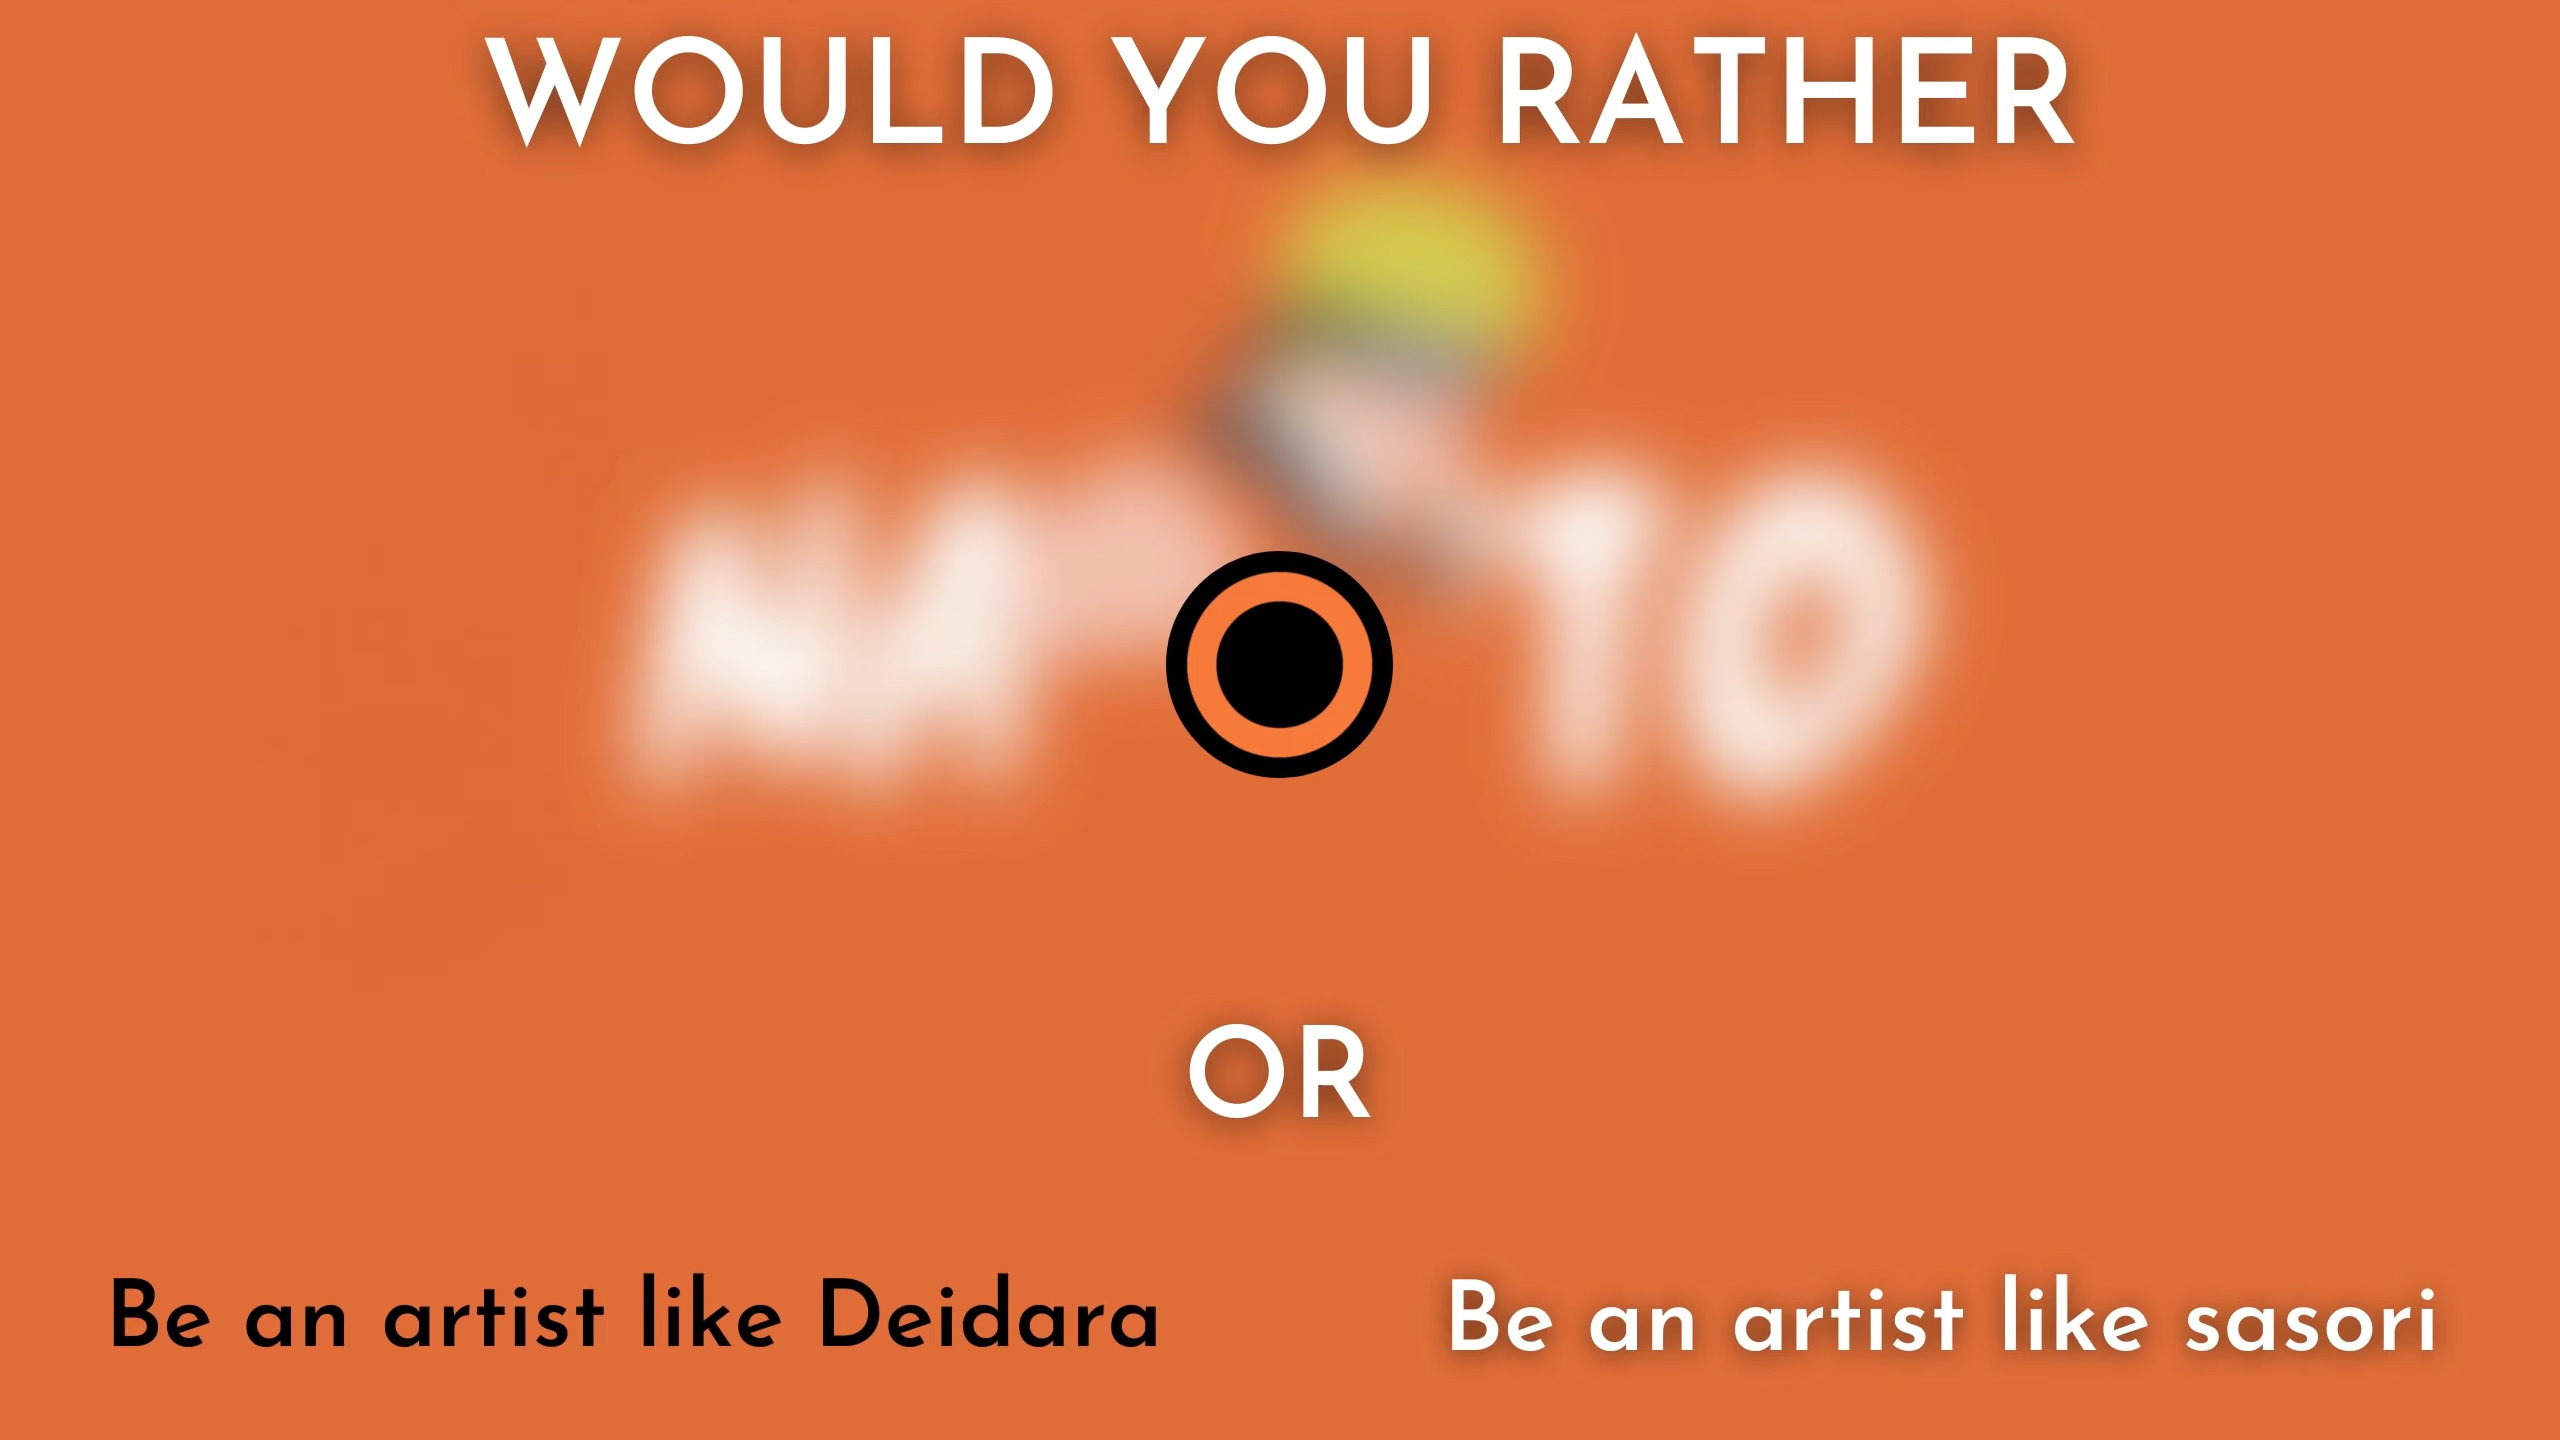 WOULD YOU RATHER
OR
Be an artist like Deidara
Be an artist like sasori